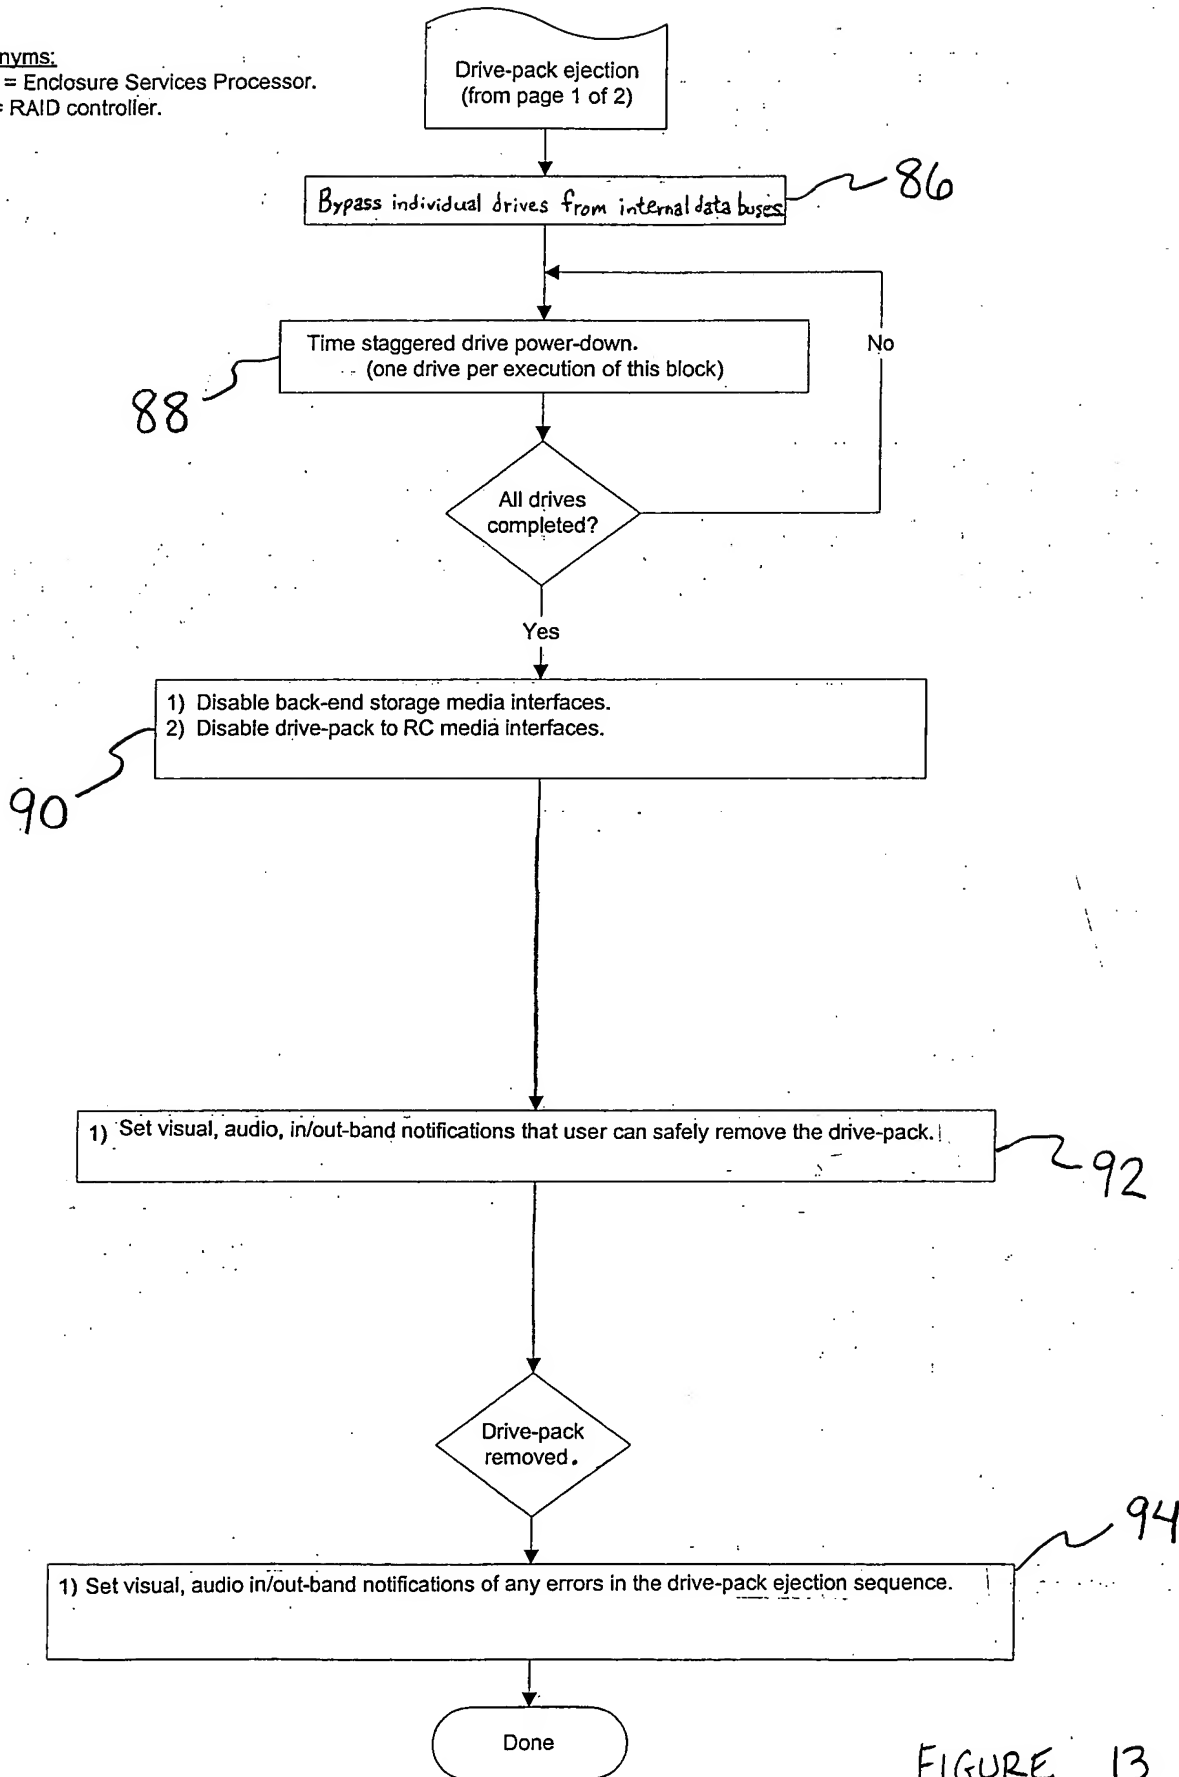 nyms:
= Enclosure Services Processor.
= RAID controller.
Drive-pack ejection
(from page 1 of 2)
Bypass individual drives from internal data buses
86
Time staggered drive power-down.
(one drive per execution of this block)
88
No
All drives
completed?
Yes
1) Disable back-end storage media interfaces.
2) Disable drive-pack to RC media interfaces.
90
1) Set visual, audio, in/out-band notifications that user can safely remove the drive-pack.
92
Drive-pack
removed.
94
1) Set visual, audio in/out-band notifications of any errors in the drive-pack ejection sequence.
Done
FIGURE 13